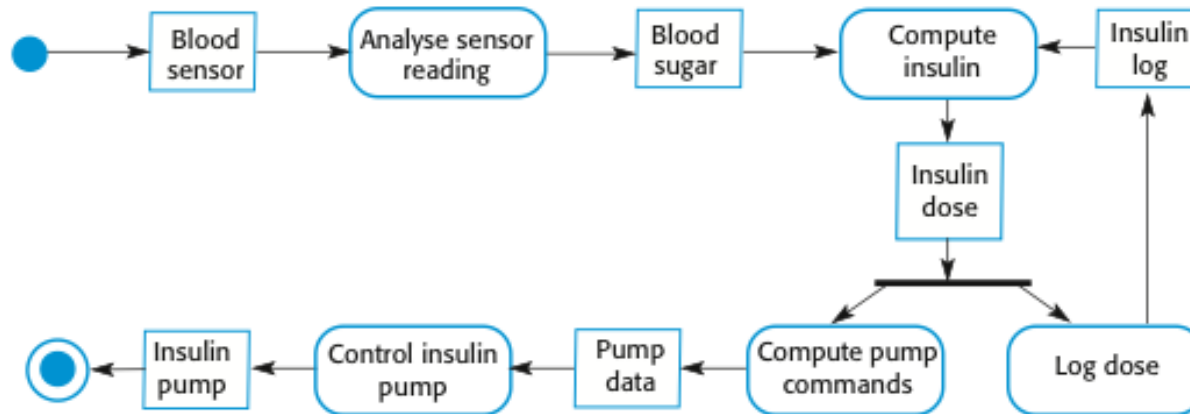 Blood
sensor
Analyse sensor
reading
Blood
sugar
Compute
insulin
Insulin
log
Insulin
dose
Insulin
pump
Control insulin
pump
Pump
data
Compute pump
commands
Log dose